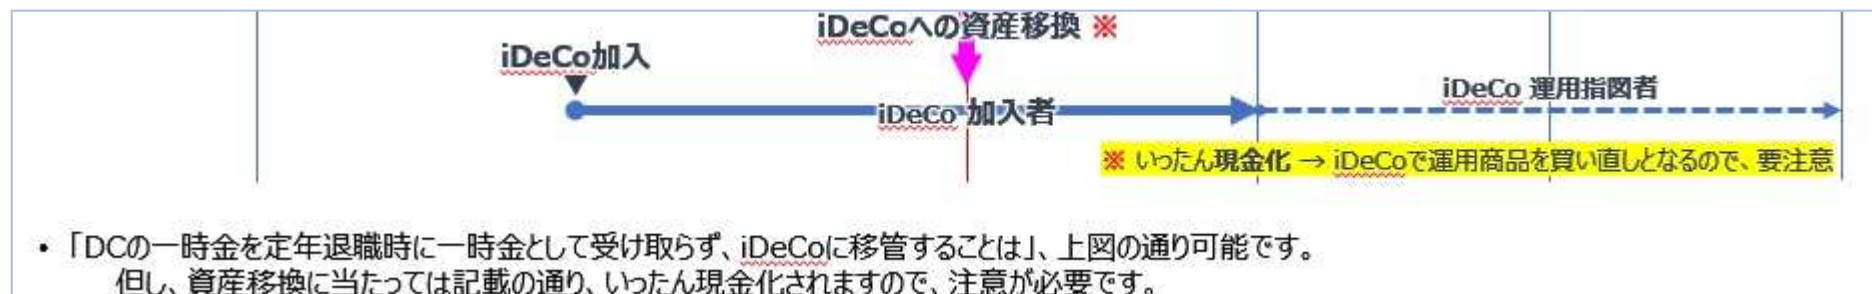 iDeCoへの資産移換 ※
iDeCo加入
iDeCo 運用指図者
iDeCo 加入者
※ いったん現金化 → iDeCoで運用商品を買い直しとなるので、要注意
• 「DCの一時金を定年退職時に一時金として受け取らず、iDeCoに移管することは」、上図の通り可能です。
但し、資産移換に当たっては記載の通り、いったん現金化されますので、注意が必要です。